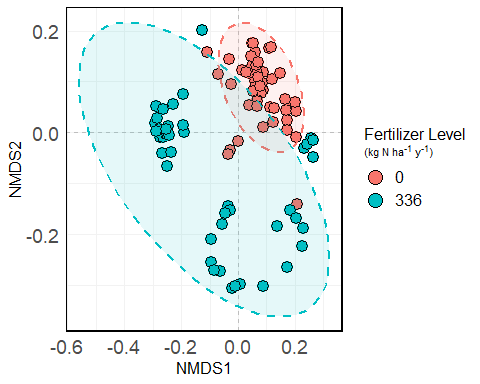 0.2
0.0
-0.2
NMDS2
-0.6
-0.4
-0.2
0.0
0.2
NMDS1
Fertilizer Level
(kg N ha⁻¹ y⁻¹)
0
336